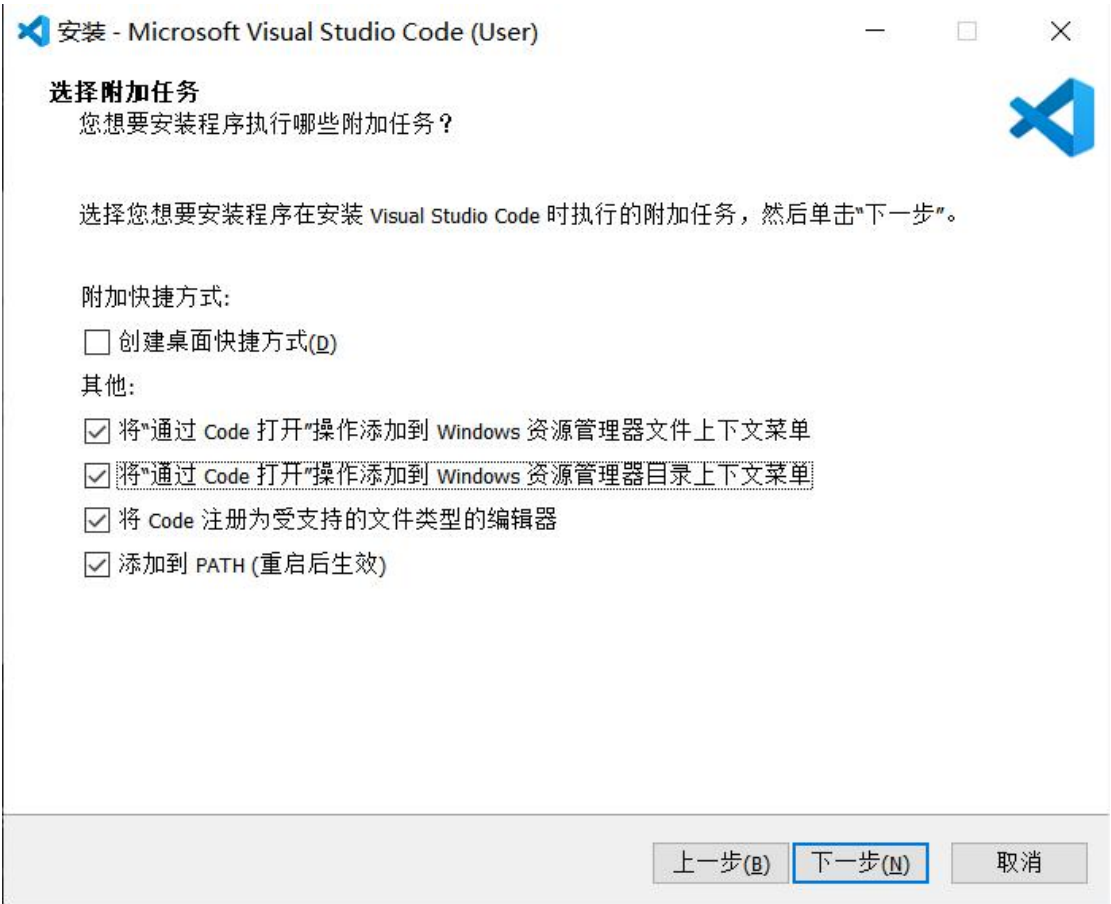 安装 - Microsoft Visual Studio Code (User)
选择附加任务
您想要安装程序执行哪些附加任务？
选择您想要安装程序在安装 Visual Studio Code 时执行的附加任务，然后单击“下一步”。
附加快捷方式:
创建桌面快捷方式(D)
其他:
将“通过 Code 打开”操作添加到 Windows 资源管理器文件上下文菜单
将“通过 Code 打开”操作添加到 Windows 资源管理器目录上下文菜单
将 Code 注册为受支持的文件类型的编辑器
添加到 PATH (重启后生效)
上一步(B) 下一步(N) 取消